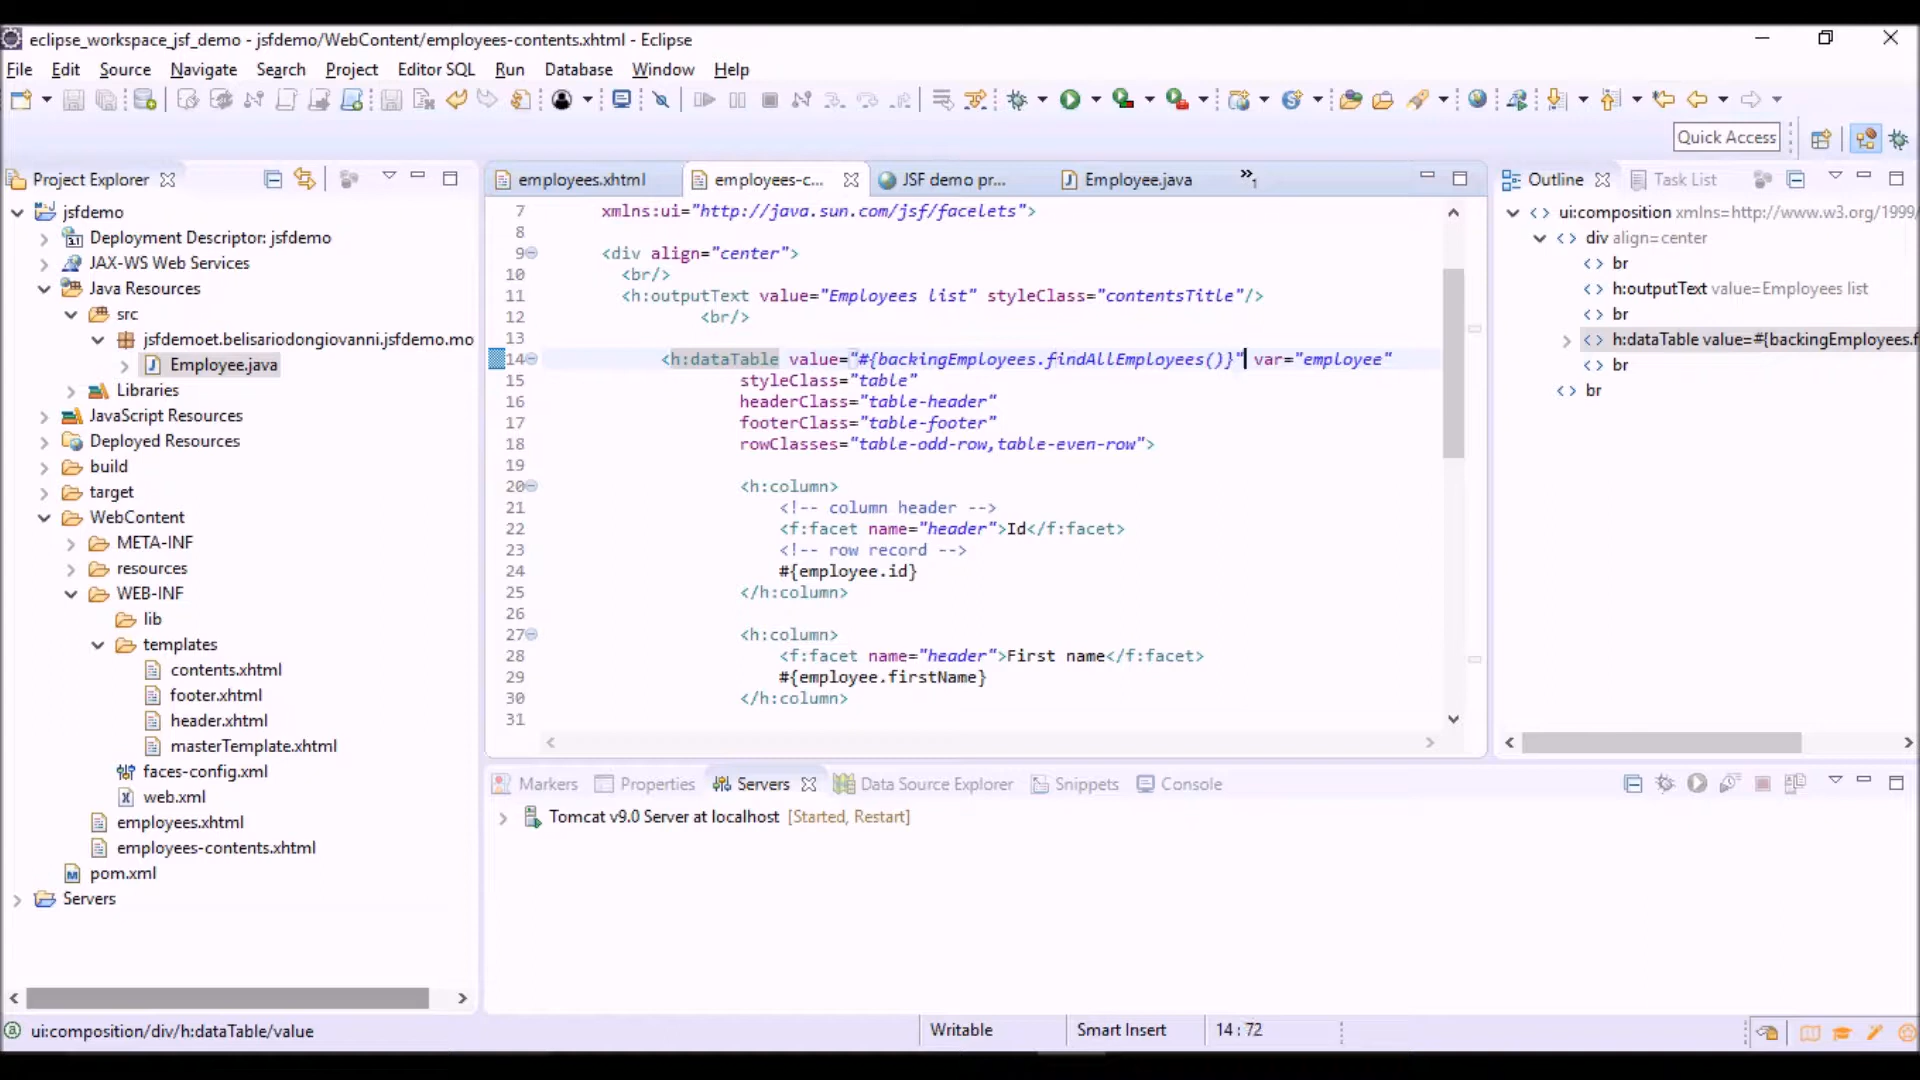 eclipse_workspace_jsf_demo - jsfdemo/WebContent/employees-contents.xhtml - Eclipse
File Edit Source Navigate Search Project Editor SQL Run Database Window Help
Quick Access
Project Explorer
jsfdemo
Deployment Descriptor: jsfdemo
JAX-WS Web Services
Java Resources
src
jsfdemoet.belisariodongiovanni.jsfdemo.mo
Employee.java
Libraries
JavaScript Resources
Deployed Resources
build
target
WebContent
META-INF
resources
WEB-INF
lib
templates
contents.xhtml
footer.xhtml
header.xhtml
masterTemplate.xhtml
faces-config.xml
web.xml
employees.xhtml
employees-contents.xhtml
pom.xml
Servers
employees.xhtml employees-c... JSF demo pr... Employee.java »1
7 xmlns:ui="http://java.sun.com/jsf/facelets">
8
9 <div align="center">
10 <br/>
11 <h:outputText value="Employees list" styleClass="contentsTitle"/>
12 <br/>
13
14 <h:dataTable value="#{backingEmployees.findAllEmployees()}" var="employee"
15 styleClass="table"
16 headerClass="table-header"
17 footerClass="table-footer"
18 rowClasses="table-odd-row,table-even-row">
19
20 <h:column>
21 <!-- column header -->
22 <f:facet name="header">Id</f:facet>
23 <!-- row record -->
24 #{employee.id}
25 </h:column>
26
27 <h:column>
28 <f:facet name="header">First name</f:facet>
29 #{employee.firstName}
30 </h:column>
31
Outline Task List
ui:composition xmlns=http://www.w3.org/1999/
div align=center
br
h:outputText value=Employees list
br
h:dataTable value=#{backingEmployees.f
br
br
Markers Properties Servers Data Source Explorer Snippets Console
Tomcat v9.0 Server at localhost [Started, Restart]
ui:composition/div/h:dataTable/value Writable Smart Insert 14 : 72